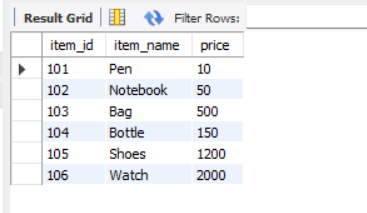 Result Grid Filter Rows:
item_id item_name price
101 Pen 10
102 Notebook 50
103 Bag 500
104 Bottle 150
105 Shoes 1200
106 Watch 2000